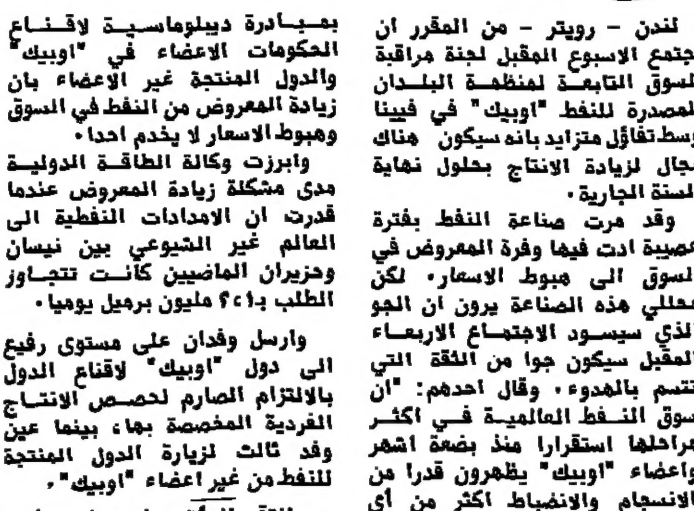 لندن – رويتر – من المقرر ان
تجتمع الاسبوع المقبل لجنة مراقبة
السوق التابعة لمنظمة البلدان
المصدرة للنفط "اوبيك" في فيينا
وسط تفاؤل متزايد بانه سيكون هناك
مجال لزيادة الانتاج بحلول نهاية
السنة الجارية.
وقد مرت صناعة النفط بفترة
عصيبة ادت فيها وفرة المعروض في
السوق الى هبوط الاسعار. لكن
محللي هذه الصناعة يرون ان الجو
الذي سيسود الاجتماع الاربعاء
المقبل سيكون جوا من الثقة التي
تتسم بالهدوء. وقال احدهم: "ان
سوق النفط العالمية في اكثر
مراحلها استقرارا منذ بضعة اشهر
واعضاء "اوبيك" يظهرون قدرا من
الانسجام والانضباط اكثر من أي
بمبادرة ديبلوماسية لاقناع
الحكومات الاعضاء في "اوبيك"
والدول المنتجة غير الاعضاء بان
زيادة المعروض من النفط في السوق
وهبوط الاسعار لا يخدم احدا.
وابرزت وكالة الطاقة الدولية
مدى مشكلة زيادة المعروض عندما
قدرت ان الامدادات النفطية الى
العالم غير الشيوعي بين نيسان
وحزيران الماضيين كانت تتجاوز
الطلب بـ مليون برميل يوميا.
وارسل وفدان على مستوى رفيع
الى دول "اوبيك" لاقناع الدول
بالالتزام الصارم لحصص الانتاج
الفردية المخصصة بها، بينما عين
وفد ثالث لزيارة الدول المنتجة
للنفط من غير اعضاء "اوبيك".